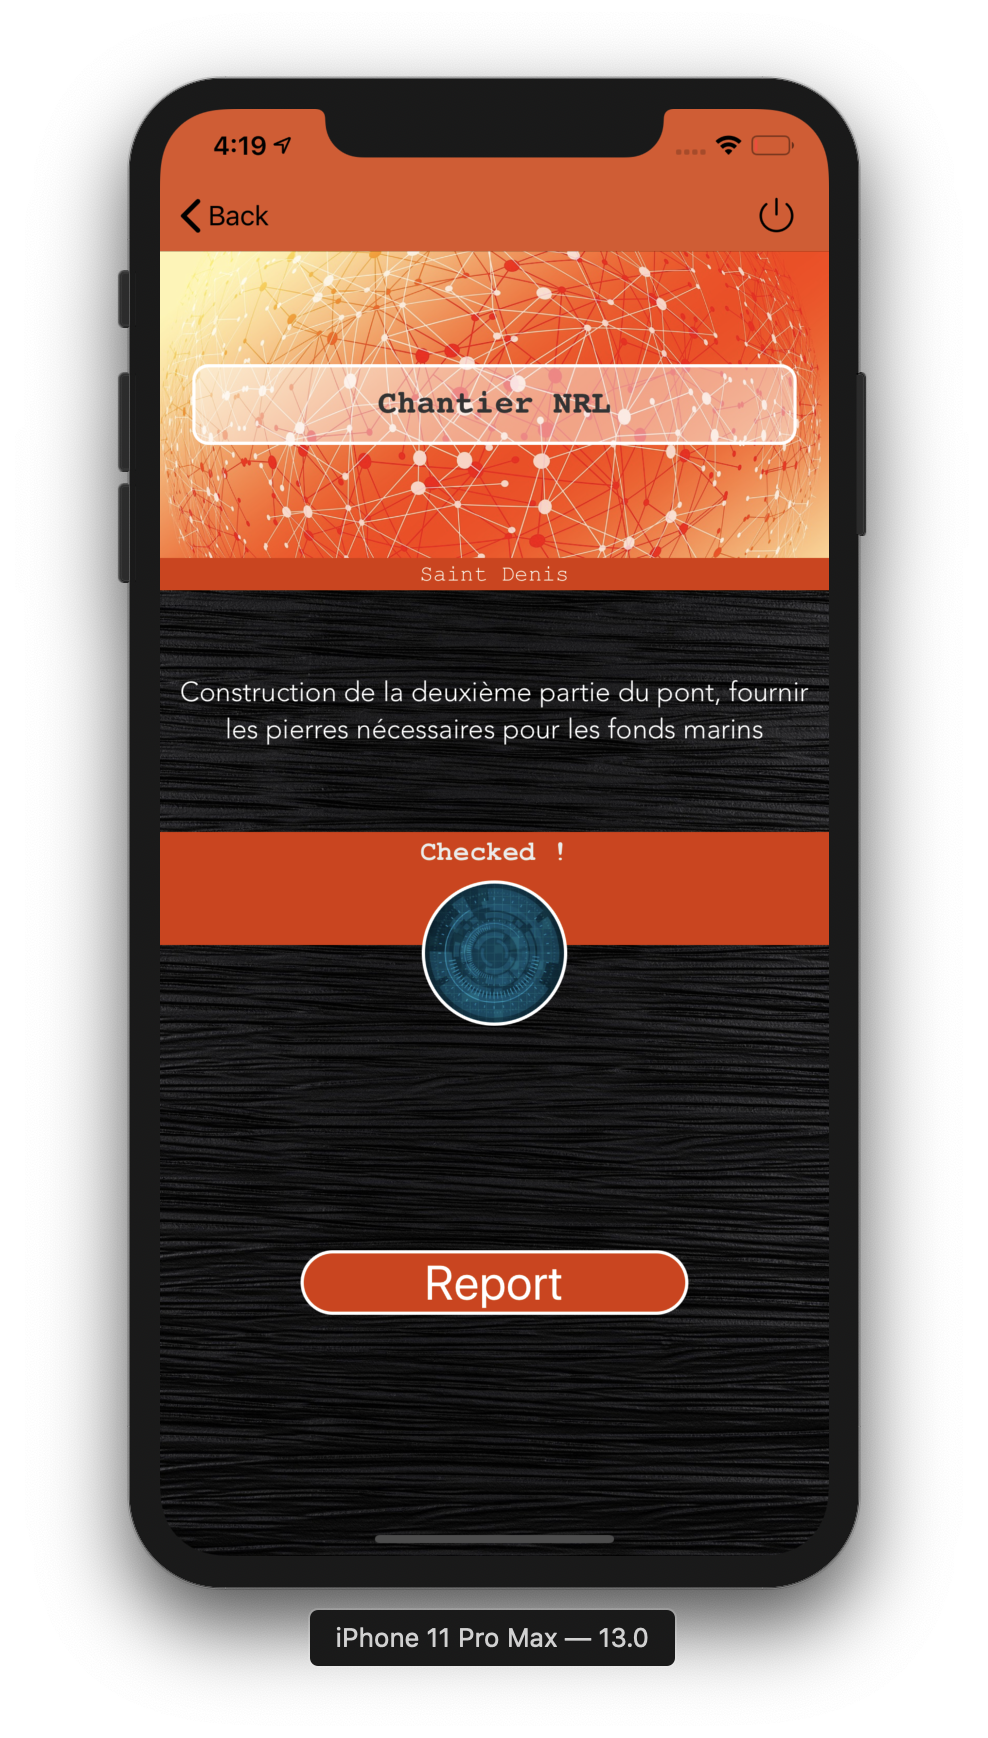 4:19
Back
Chantier NRL
Saint Denis
Construction de la deuxième partie du pont, fournir
les pierres nécessaires pour les fonds marins
Checked !
Report
iPhone 11 Pro Max — 13.0